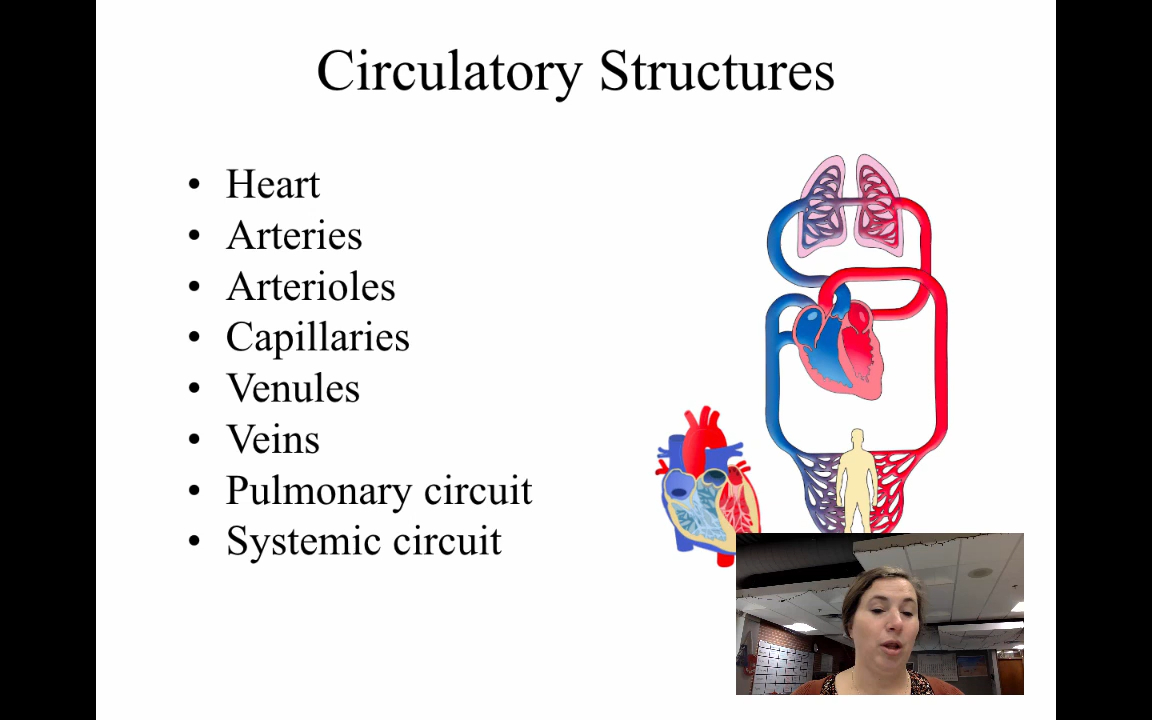 Circulatory Structures
• Heart
• Arteries
• Arterioles
• Capillaries
• Venules
• Veins
• Pulmonary circuit
• Systemic circuit